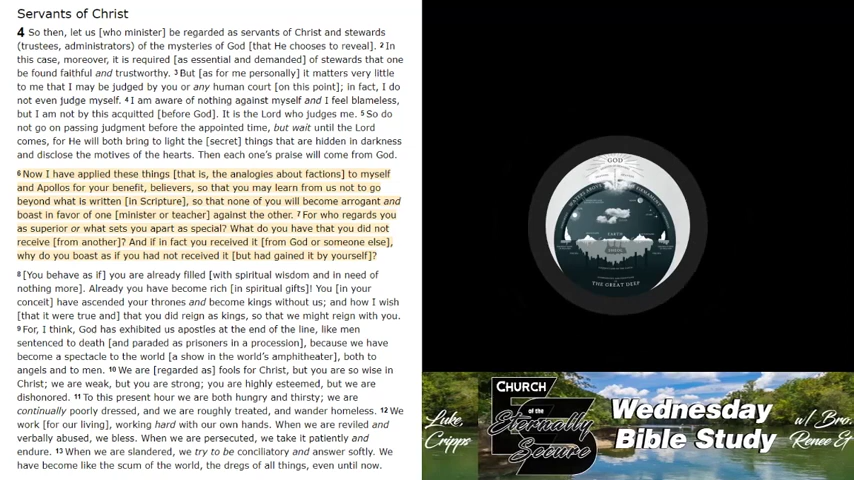 Servants of Christ
4 So then, let us [who minister] be regarded as servants of Christ and stewards
(trustees, administrators) of the mysteries of God [that He chooses to reveal]. 2 In
this case, moreover, it is required [as essential and demanded] of stewards that one
be found faithful and trustworthy. 3 But [as for me personally] it matters very little
to me that I may be judged by you or any human court [on this point]; in fact, I do
not even judge myself. 4 I am aware of nothing against myself and I feel blameless,
but I am not by this acquitted [before God]. It is the Lord who judges me. 5 So do
not go on passing judgment before the appointed time, but wait until the Lord
comes, for He will both bring to light the [secret] things that are hidden in darkness
and disclose the motives of the hearts. Then each one's praise will come from God.
6 Now I have applied these things [that is, the analogies about factions] to myself
and Apollos for your benefit, believers, so that you may learn from us not to go
beyond what is written [in Scripture], so that none of you will become arrogant and
boast in favor of one [minister or teacher] against the other. 7 For who regards you
as superior or what sets you apart as special? What do you have that you did not
receive [from another]? And if in fact you received it [from God or someone else],
why do you boast as if you had not received it [but had gained it by yourself]?
8 [You behave as if] you are already filled [with spiritual wisdom and in need of
nothing more]. Already you have become rich [in spiritual gifts]! You [in your
conceit] have ascended your thrones and become kings without us; and how I wish
[that it were true and] that you did reign as kings, so that we might reign with you.
9 For, I think, God has exhibited us apostles at the end of the line, like men
sentenced to death [and paraded as prisoners in a procession], because we have
become a spectacle to the world [a show in the world's amphitheater], both to
angels and to men. 10 We are [regarded as] fools for Christ, but you are so wise in
Christ; we are weak, but you are strong; you are highly esteemed, but we are
dishonored. 11 To this present hour we are both hungry and thirsty; we are
continually poorly dressed, and we are roughly treated, and wander homeless. 12 We
work [for our living], working hard with our own hands. When we are reviled and
verbally abused, we bless. When we are persecuted, we take it patiently and
endure. 13 When we are slandered, we try to be conciliatory and answer softly. We
have become like the scum of the world, the dregs of all things, even until now.
GOD
WATERS ABOVE
FIRMAMENT
EARTH
SHEOL
THE GREAT DEEP
Luke,
Cripps
CHURCH
of the
Eternally
Secure
Wednesday
Bible Study
w/ Bro.
Renee &